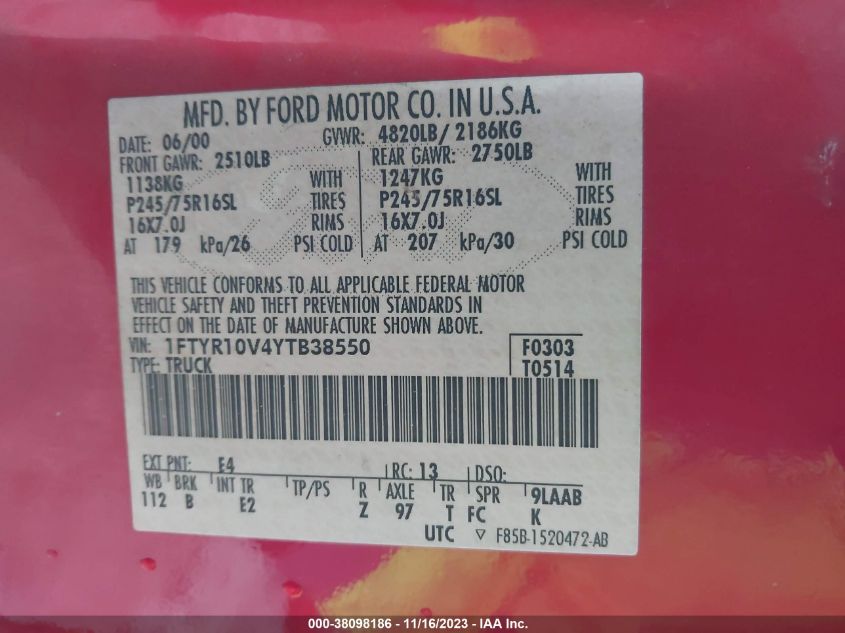 MFD. BY FORD MOTOR CO. IN U.S.A.
DATE: 06/00 GVWR: 4820LB/ 2186KG
FRONT GAWR: 2510LB REAR GAWR: 2750LB
1138KG WITH 1247KG WITH
P245/75R16SL TIRES P245/75R16SL TIRES
16X7.0J RIMS 16X7.0J RIMS
AT 179 kPa/26 PSI COLD AT 207 kPa/30 PSI COLD
THIS VEHICLE CONFORMS TO ALL APPLICABLE FEDERAL MOTOR
VEHICLE SAFETY AND THEFT PREVENTION STANDARDS IN
EFFECT ON THE DATE OF MANUFACTURE SHOWN ABOVE.
VIN: 1FTYR10V4YTB38550 F0303
TYPE: TRUCK T0514
EXT PNT: E4 RC: 13 DSO:
WB BRK INT TR TP/PS R AXLE TR SPR 9LAAB
112 B E2 Z 97 T FC K
UTC ▽ F85B-1520472-AB
000-38098186 - 11/16/2023 - IAA Inc.